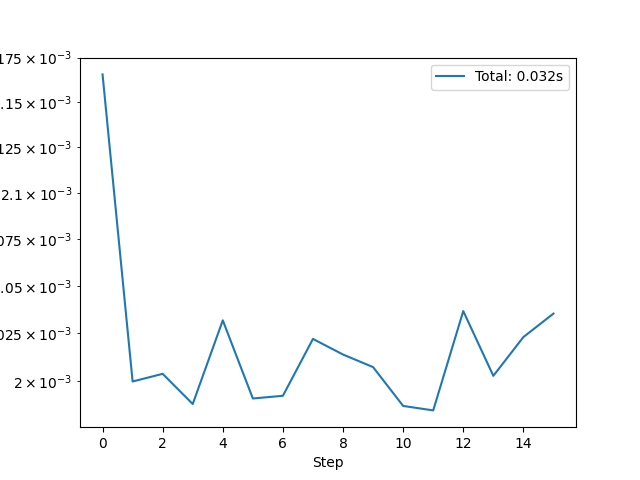 175 × 10⁻³
.15 × 10⁻³
125 × 10⁻³
2.1 × 10⁻³
075 × 10⁻³
.05 × 10⁻³
025 × 10⁻³
2 × 10⁻³
Total: 0.032s
0 2 4 6 8 10 12 14
Step